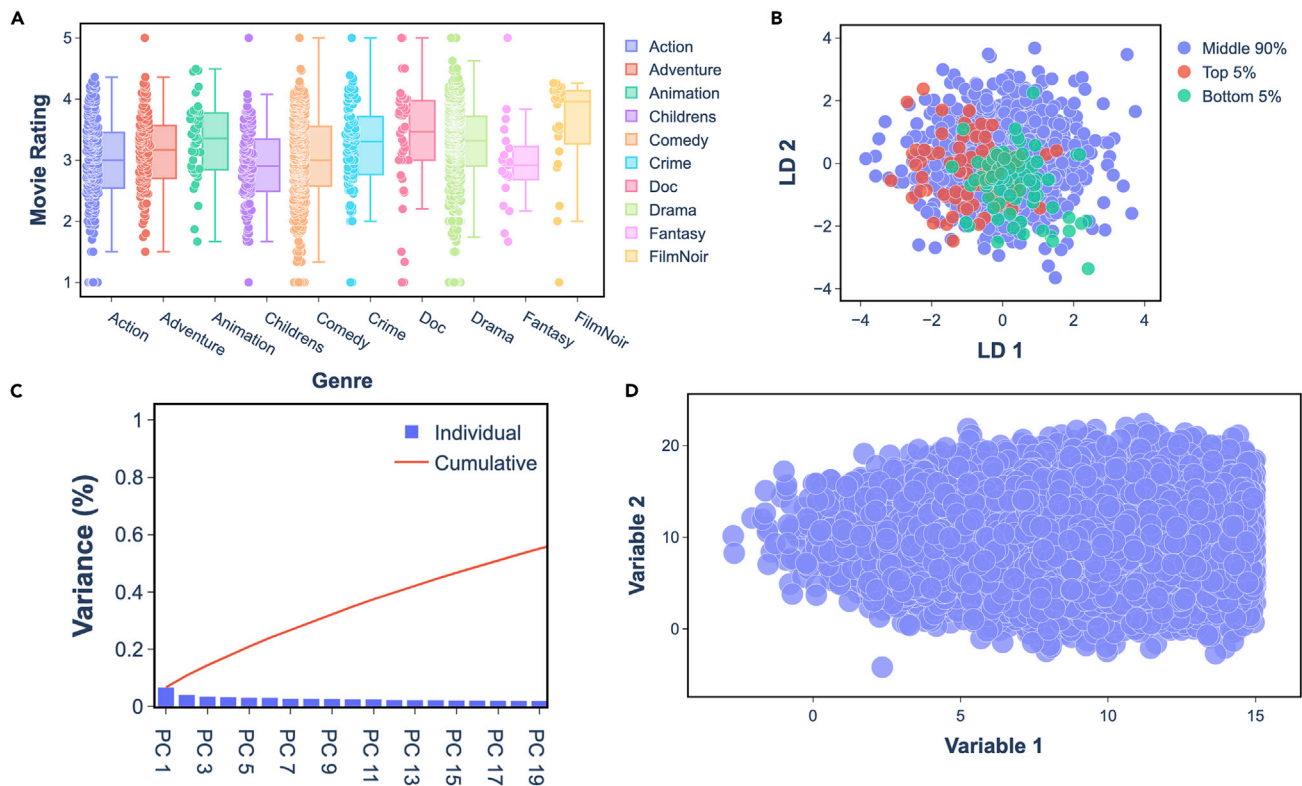 A
5
4
3
2
1
Movie Rating
Action
Adventure
Animation
Childrens
Comedy
Crime
Doc
Drama
Fantasy
FilmNoir
Genre
Action
Adventure
Animation
Childrens
Comedy
Crime
Doc
Drama
Fantasy
FilmNoir
B
4
2
0
−2
−4
LD 2
−4
−2
0
2
4
LD 1
Middle 90%
Top 5%
Bottom 5%
C
1
0.8
0.6
0.4
0.2
0
Variance (%)
Individual
Cumulative
PC 1
PC 3
PC 5
PC 7
PC 9
PC 11
PC 13
PC 15
PC 17
PC 19
D
20
10
0
Variable 2
0
5
10
15
Variable 1